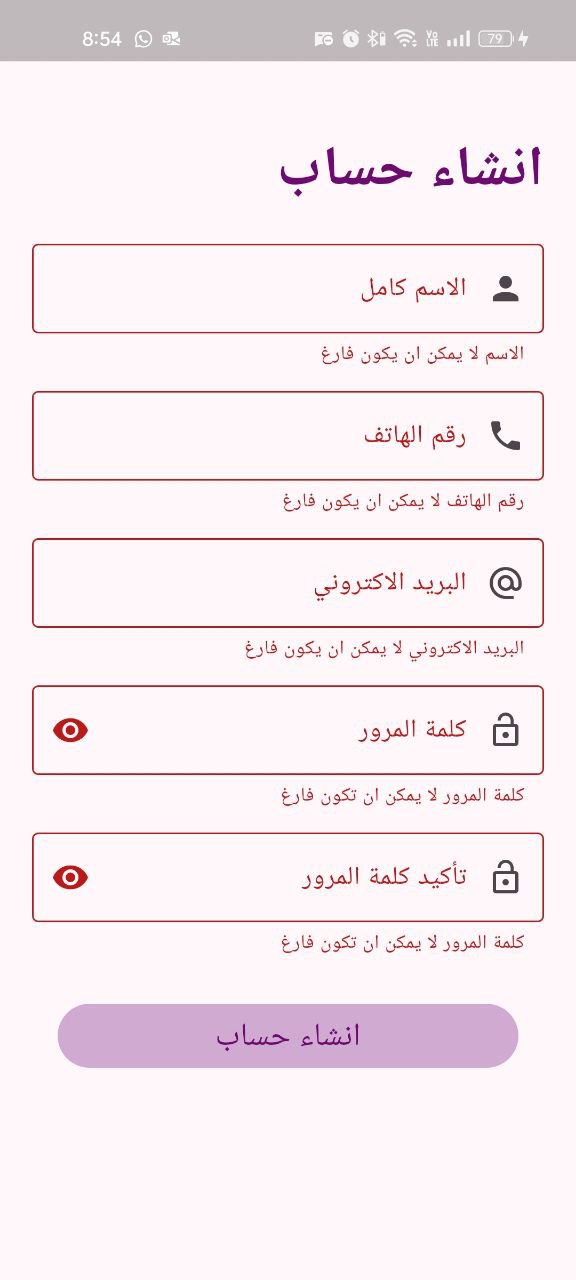 8:54
Vo LTE
79
انشاء حساب
الاسم كامل
الاسم لا يمكن ان يكون فارغ
رقم الهاتف
رقم الهاتف لا يمكن ان يكون فارغ
البريد الاكتروني
البريد الاكتروني لا يمكن ان يكون فارغ
كلمة المرور
كلمة المرور لا يمكن ان تكون فارغ
تأكيد كلمة المرور
كلمة المرور لا يمكن ان تكون فارغ
انشاء حساب